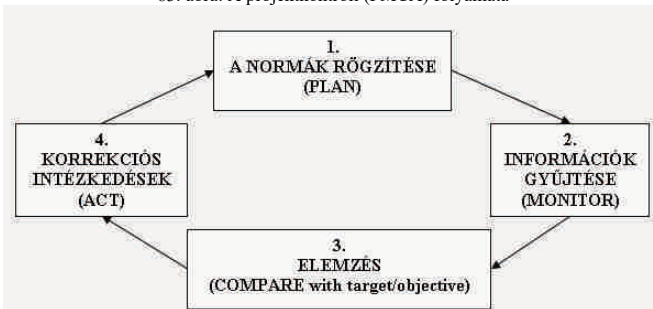 1.
A NORMÁK RÖGZÍTÉSE
(PLAN)
2.
INFORMÁCIÓK
GYŰJTÉSE
(MONITOR)
3.
ELEMZÉS
(COMPARE with target/objective)
4.
KORREKCIÓS
INTÉZKEDÉSEK
(ACT)